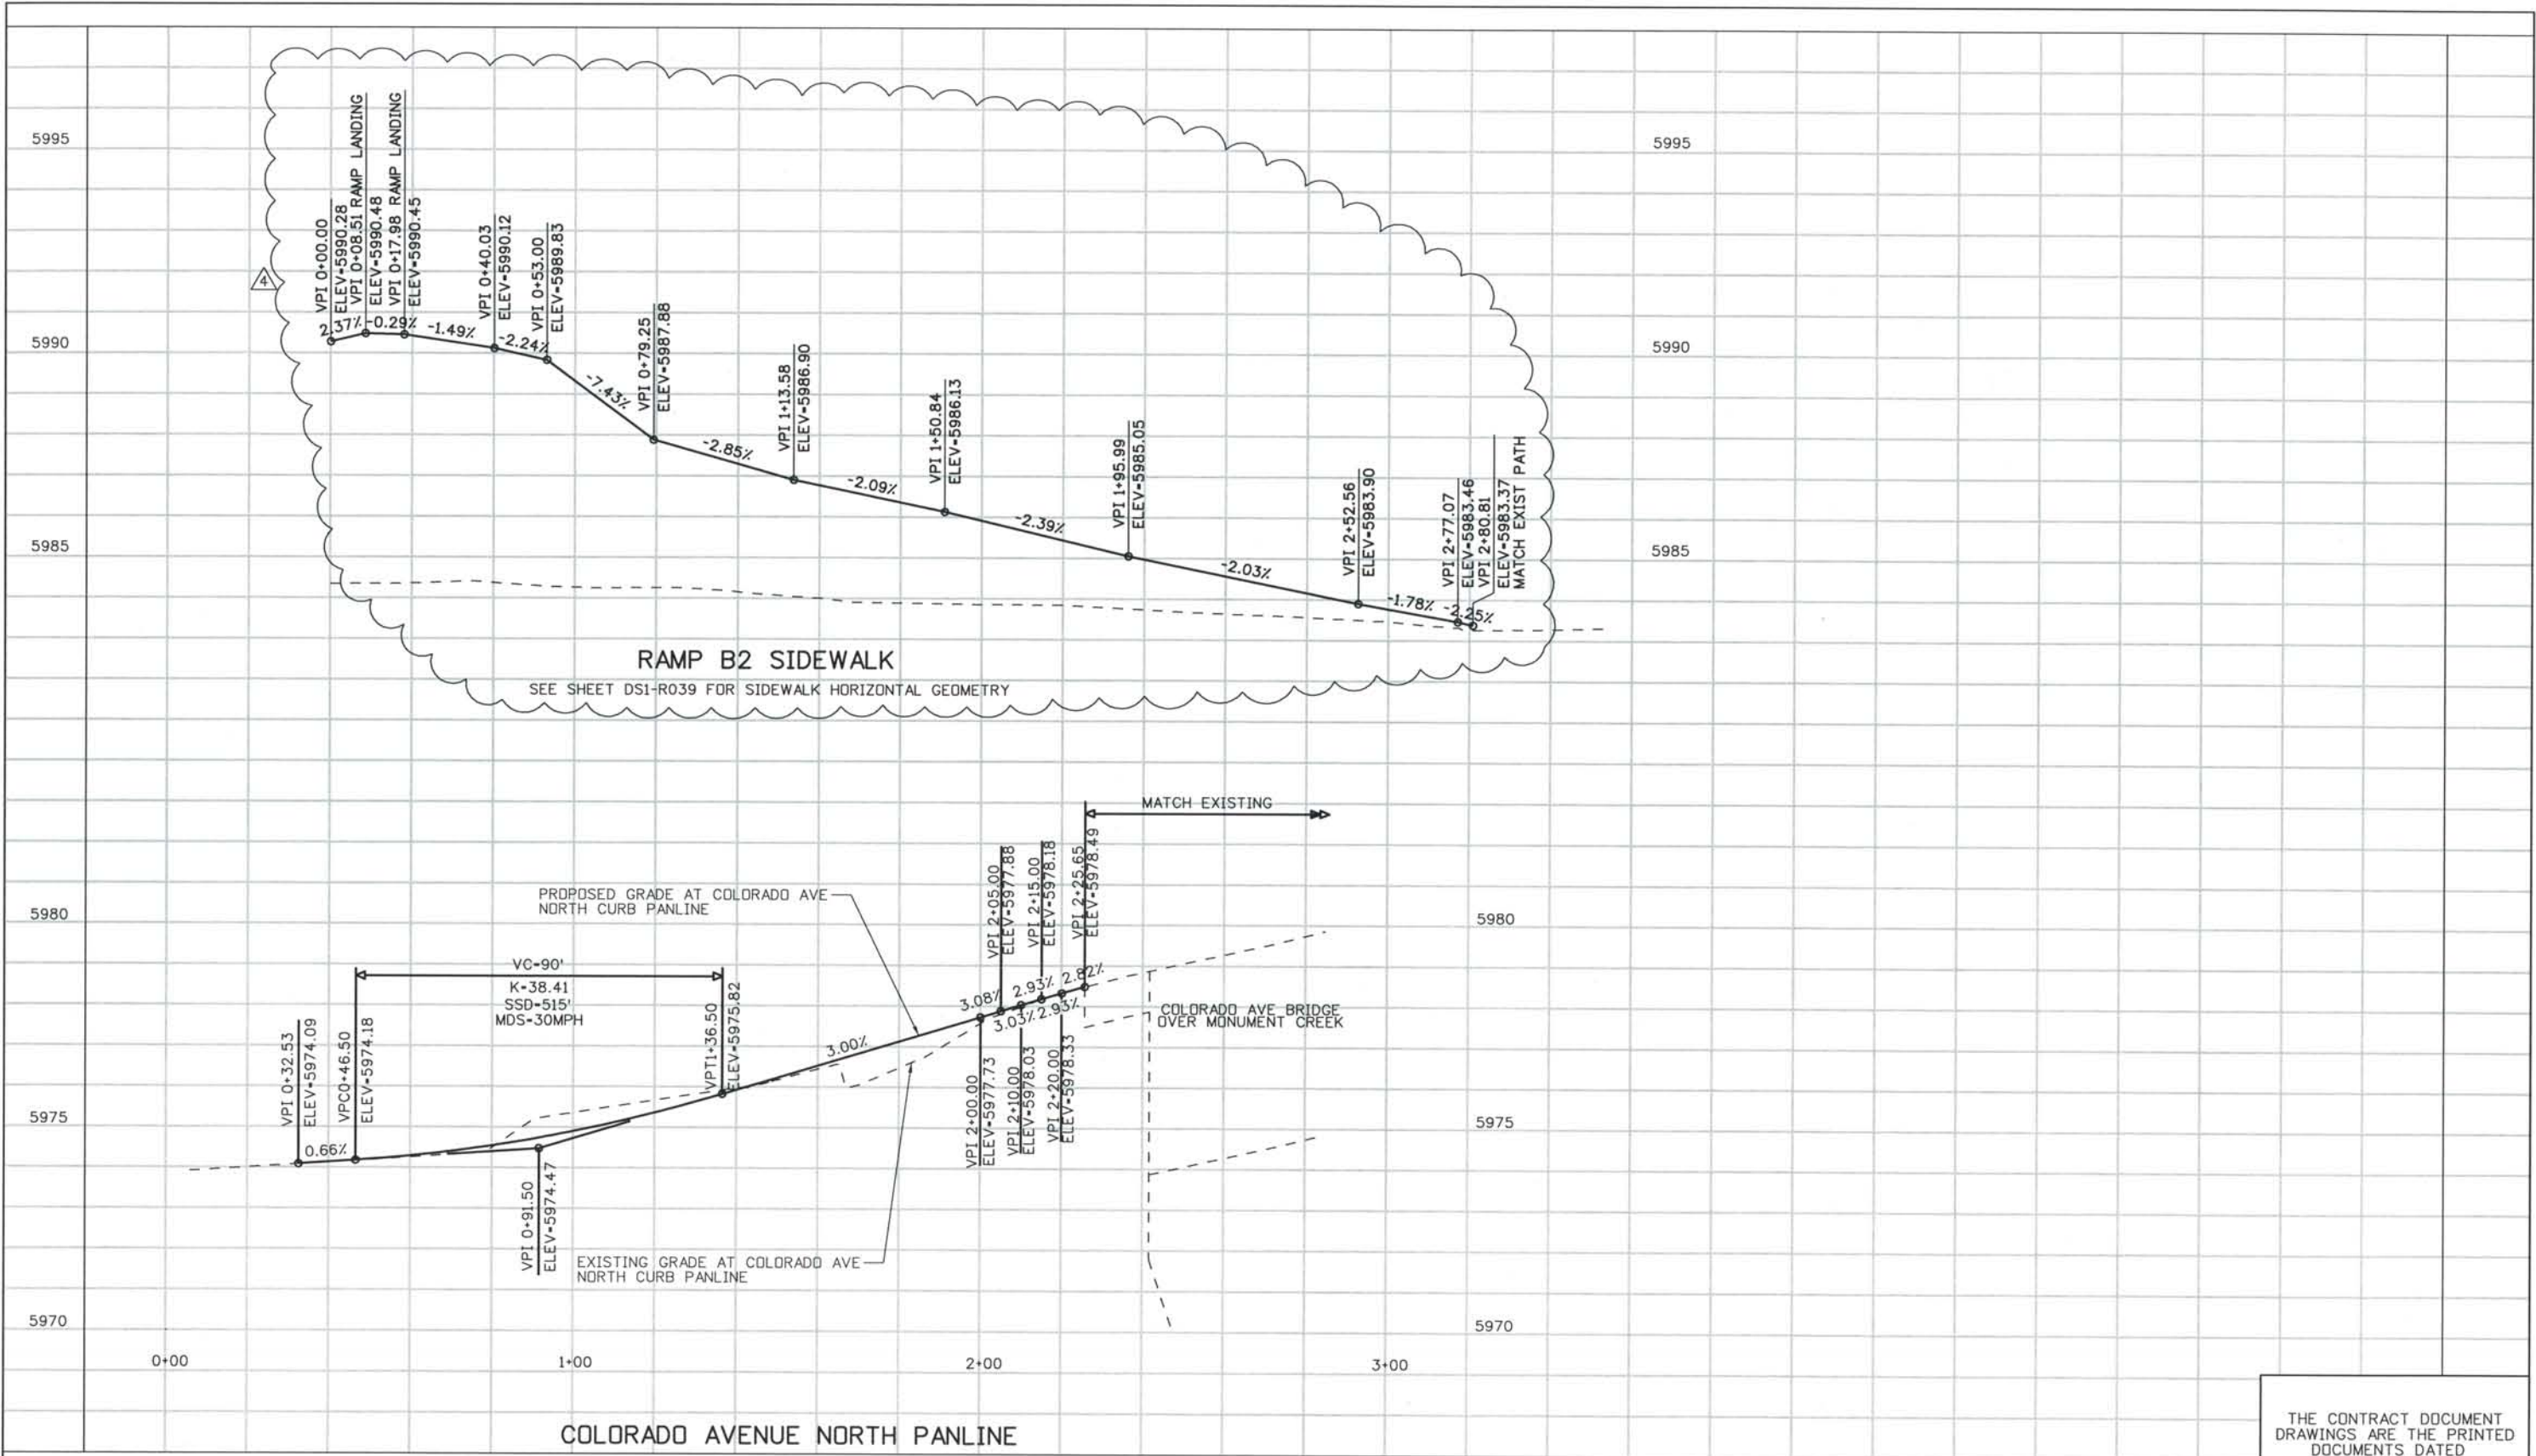 5995
5995
5990
5990
5985
5985
VPI 0+00.00
ELEV=5990.28
VPI 0+08.51 RAMP LANDING
ELEV=5990.48
VPI 0+17.98 RAMP LANDING
ELEV=5990.45
VPI 0+40.03
ELEV=5990.12
VPI 0+53.00
ELEV=5989.83
VPI 0+79.25
ELEV=5987.88
VPI 1+13.58
ELEV=5986.90
VPI 1+50.84
ELEV=5986.13
VPI 1+95.99
ELEV=5985.05
VPI 2+52.56
ELEV=5983.90
VPI 2+77.07
ELEV=5983.46
VPI 2+80.81
ELEV=5983.37
MATCH EXIST PATH
4
2.37%
-0.29%
-1.49%
-2.24%
-7.43%
-2.85%
-2.09%
-2.39%
-2.03%
-1.78%
-2.25%
RAMP B2 SIDEWALK
SEE SHEET DS1-R039 FOR SIDEWALK HORIZONTAL GEOMETRY
MATCH EXISTING
PROPOSED GRADE AT COLORADO AVE
NORTH CURB PANLINE
5980
5980
VC=90'
K=38.41
SSD=515'
MDS=30MPH
VPI 0+32.53
ELEV=5974.09
VPC0+46.50
ELEV=5974.18
VPT1+36.50
ELEV=5975.82
VPI 2+05.00
ELEV=5977.88
VPI 2+15.00
ELEV=5978.18
VPI 2+25.65
ELEV=5978.49
3.08%
2.93%
2.82%
3.03%
2.93%
3.00%
0.66%
COLORADO AVE BRIDGE
OVER MONUMENT CREEK
VPI 2+00.00
ELEV=5977.73
VPI 2+10.00
ELEV=5978.03
VPI 2+20.00
ELEV=5978.33
5975
5975
VPI 0+91.50
ELEV=5974.47
EXISTING GRADE AT COLORADO AVE
NORTH CURB PANLINE
5970
5970
0+00
1+00
2+00
3+00
COLORADO AVENUE NORTH PANLINE
THE CONTRACT DOCUMENT
DRAWINGS ARE THE PRINTED
DOCUMENTS DATED